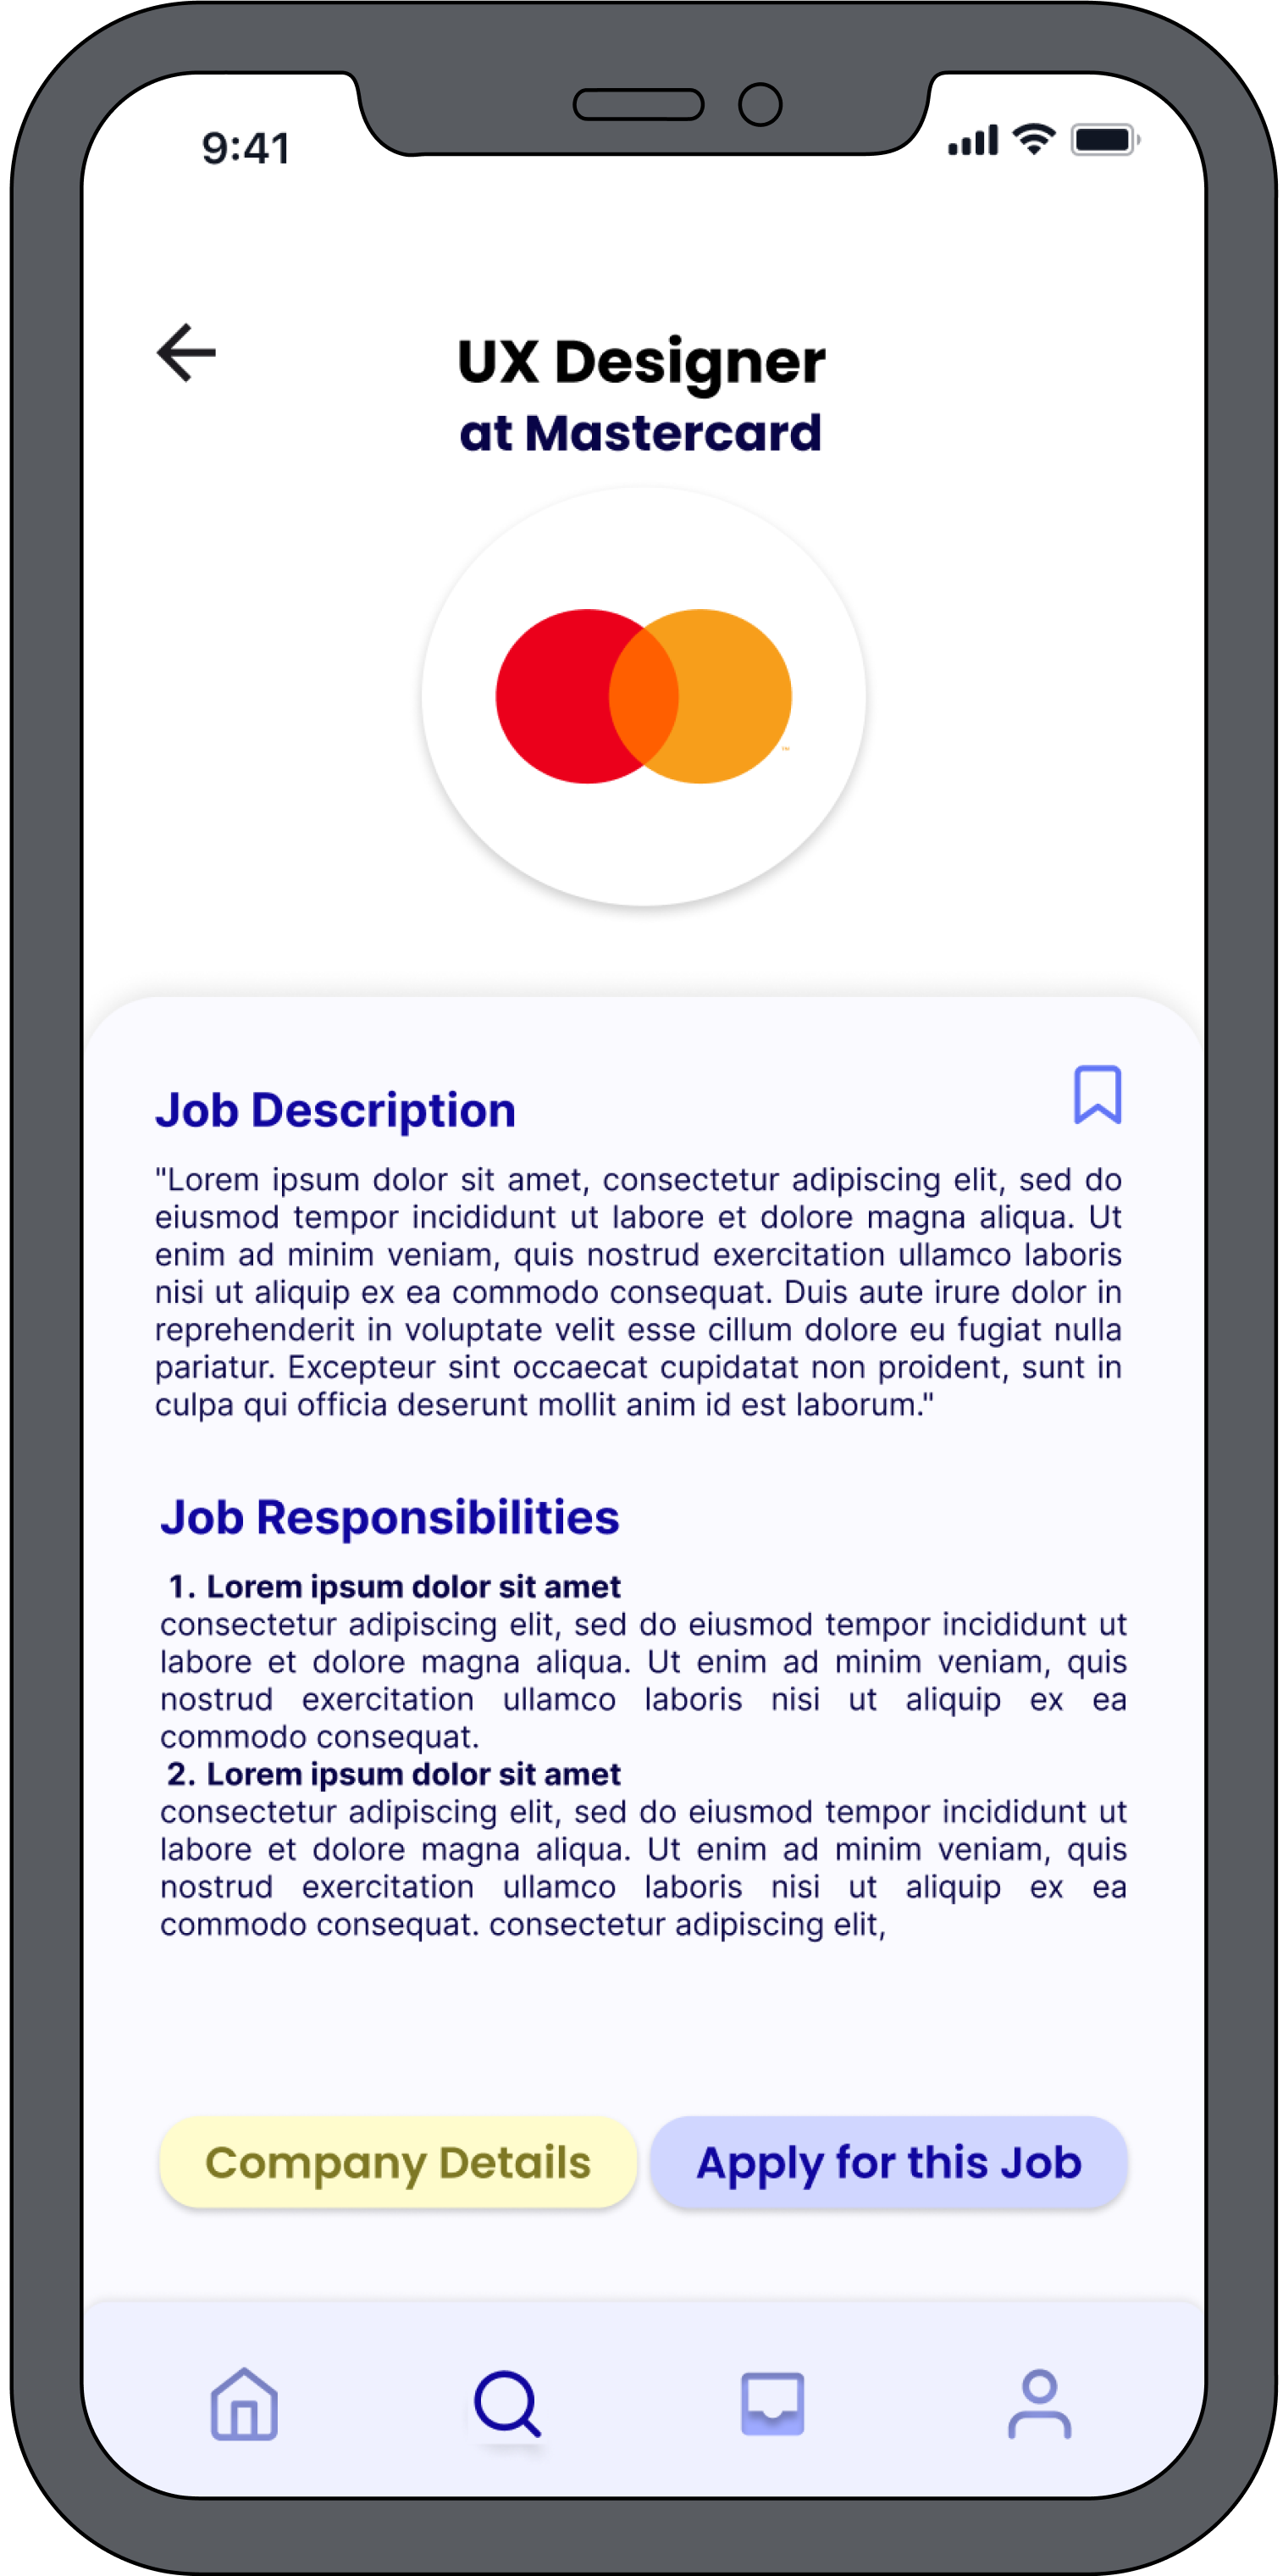 9:41
UX Designer
at Mastercard
™
Job Description
"Lorem ipsum dolor sit amet, consectetur adipiscing elit, sed do
eiusmod tempor incididunt ut labore et dolore magna aliqua. Ut
enim ad minim veniam, quis nostrud exercitation ullamco laboris
nisi ut aliquip ex ea commodo consequat. Duis aute irure dolor in
reprehenderit in voluptate velit esse cillum dolore eu fugiat nulla
pariatur. Excepteur sint occaecat cupidatat non proident, sunt in
culpa qui officia deserunt mollit anim id est laborum."
Job Responsibilities
1. Lorem ipsum dolor sit amet
consectetur adipiscing elit, sed do eiusmod tempor incididunt ut
labore et dolore magna aliqua. Ut enim ad minim veniam, quis
nostrud exercitation ullamco laboris nisi ut aliquip ex ea
commodo consequat.
2. Lorem ipsum dolor sit amet
consectetur adipiscing elit, sed do eiusmod tempor incididunt ut
labore et dolore magna aliqua. Ut enim ad minim veniam, quis
nostrud exercitation ullamco laboris nisi ut aliquip ex ea
commodo consequat. consectetur adipiscing elit,
Company Details
Apply for this Job